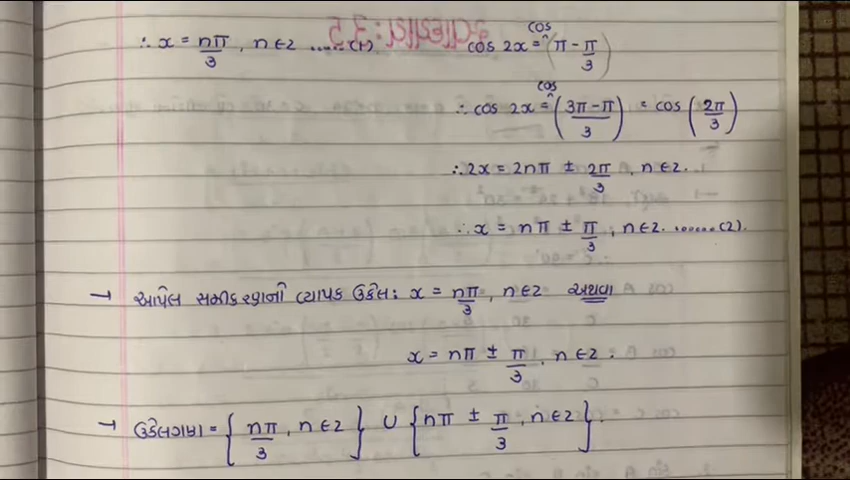 ∴ x = nπ/3, n ∈ Z ......(1)
cos 2x = cos (π - π/3)
∴ cos 2x = cos (3π - π/3) = cos (2π/3)
∴ 2x = 2nπ ± 2π/3, n ∈ Z.
∴ x = nπ ± π/3, n ∈ Z. ......(2).
→ આપેલ સમીકરણનો વ્યાપક ઉકેલ: x = nπ/3, n ∈ Z અથવા
x = nπ ± π/3, n ∈ Z.
→ ઉકેલગણ = {nπ/3, n ∈ Z} ∪ {nπ ± π/3, n ∈ Z}.